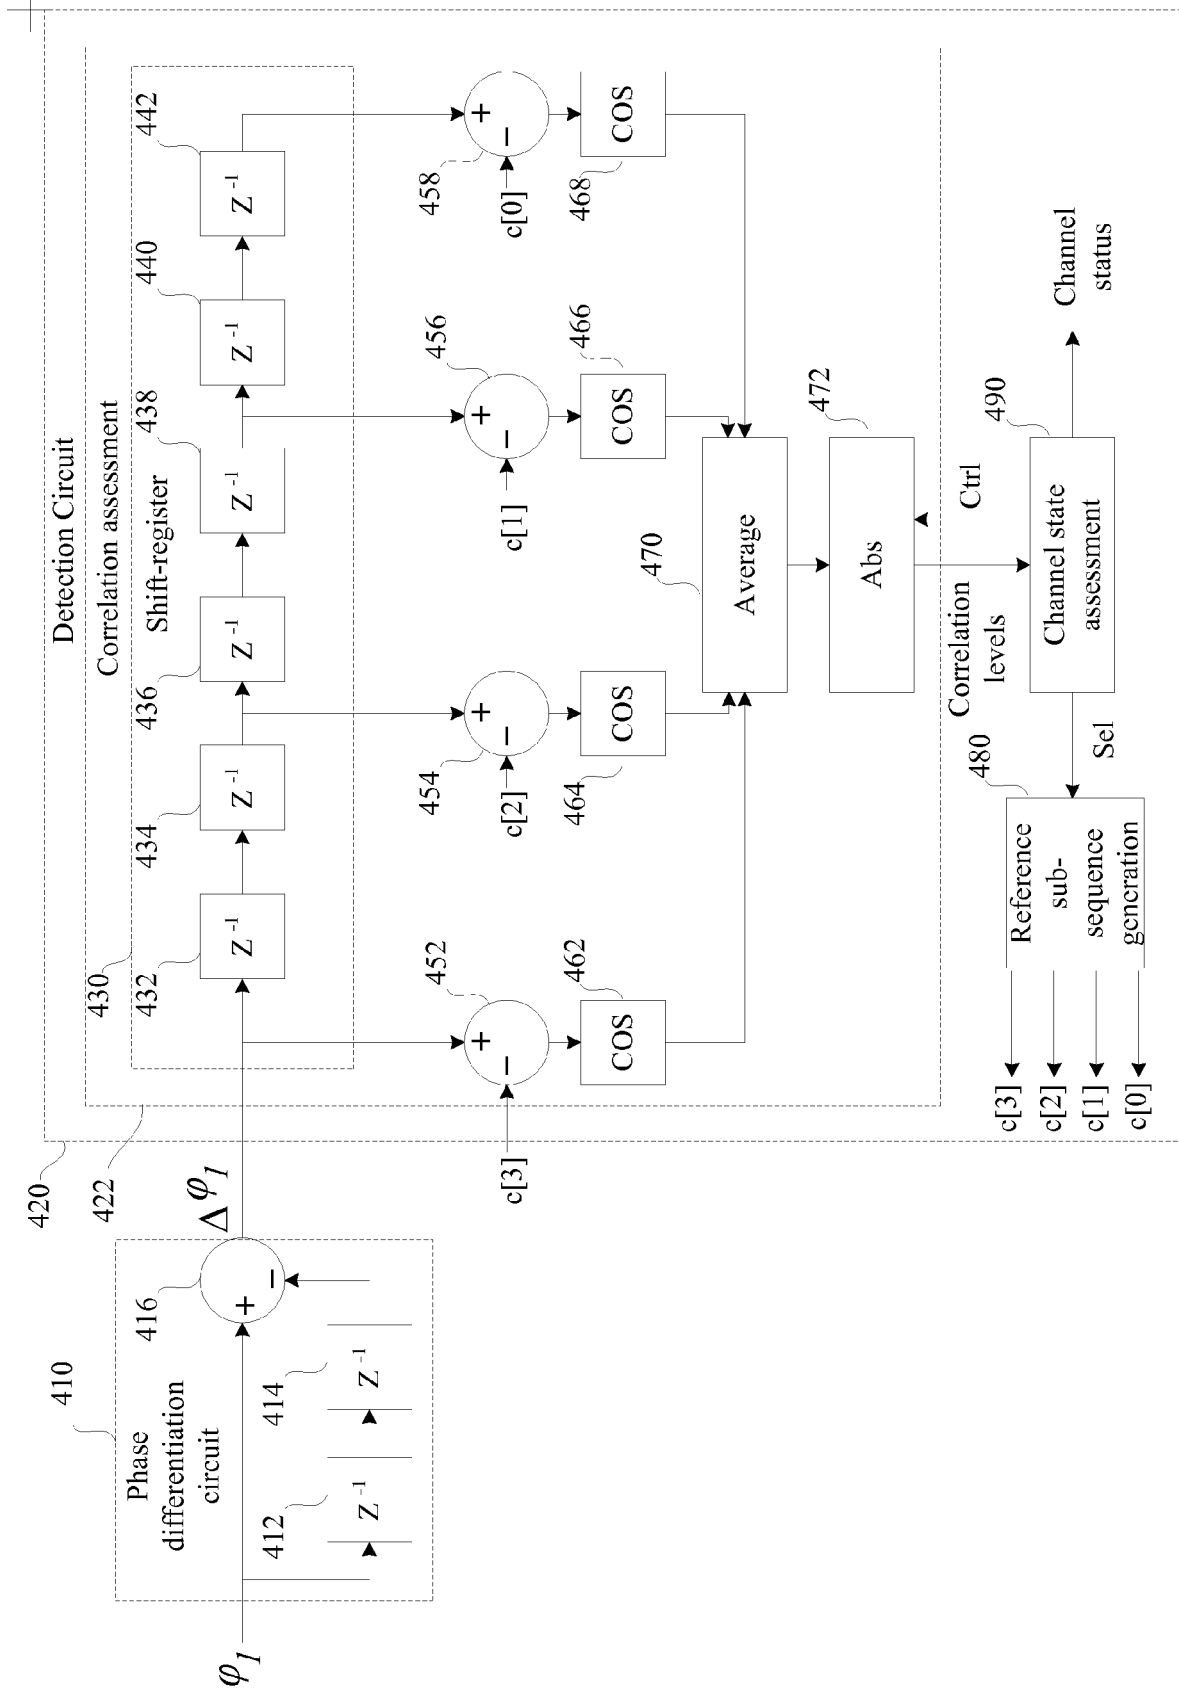 Detection Circuit
Correlation assessment
Shift-register
410
Phase
differentiation
circuit
412
Z⁻¹
414
Z⁻¹
416
+
−
φ1
Δφ1
420
422
430
432
Z⁻¹
434
Z⁻¹
436
Z⁻¹
438
Z⁻¹
440
Z⁻¹
442
Z⁻¹
452
+
−
c[3]
454
+
−
c[2]
456
+
−
c[1]
458
+
−
c[0]
462
COS
464
COS
466
COS
468
COS
470
Average
472
Abs
Correlation
levels
Ctrl
480
Reference
sub-
sequence
generation
Sel
490
Channel state
assessment
Channel
status
c[3]
c[2]
c[1]
c[0]